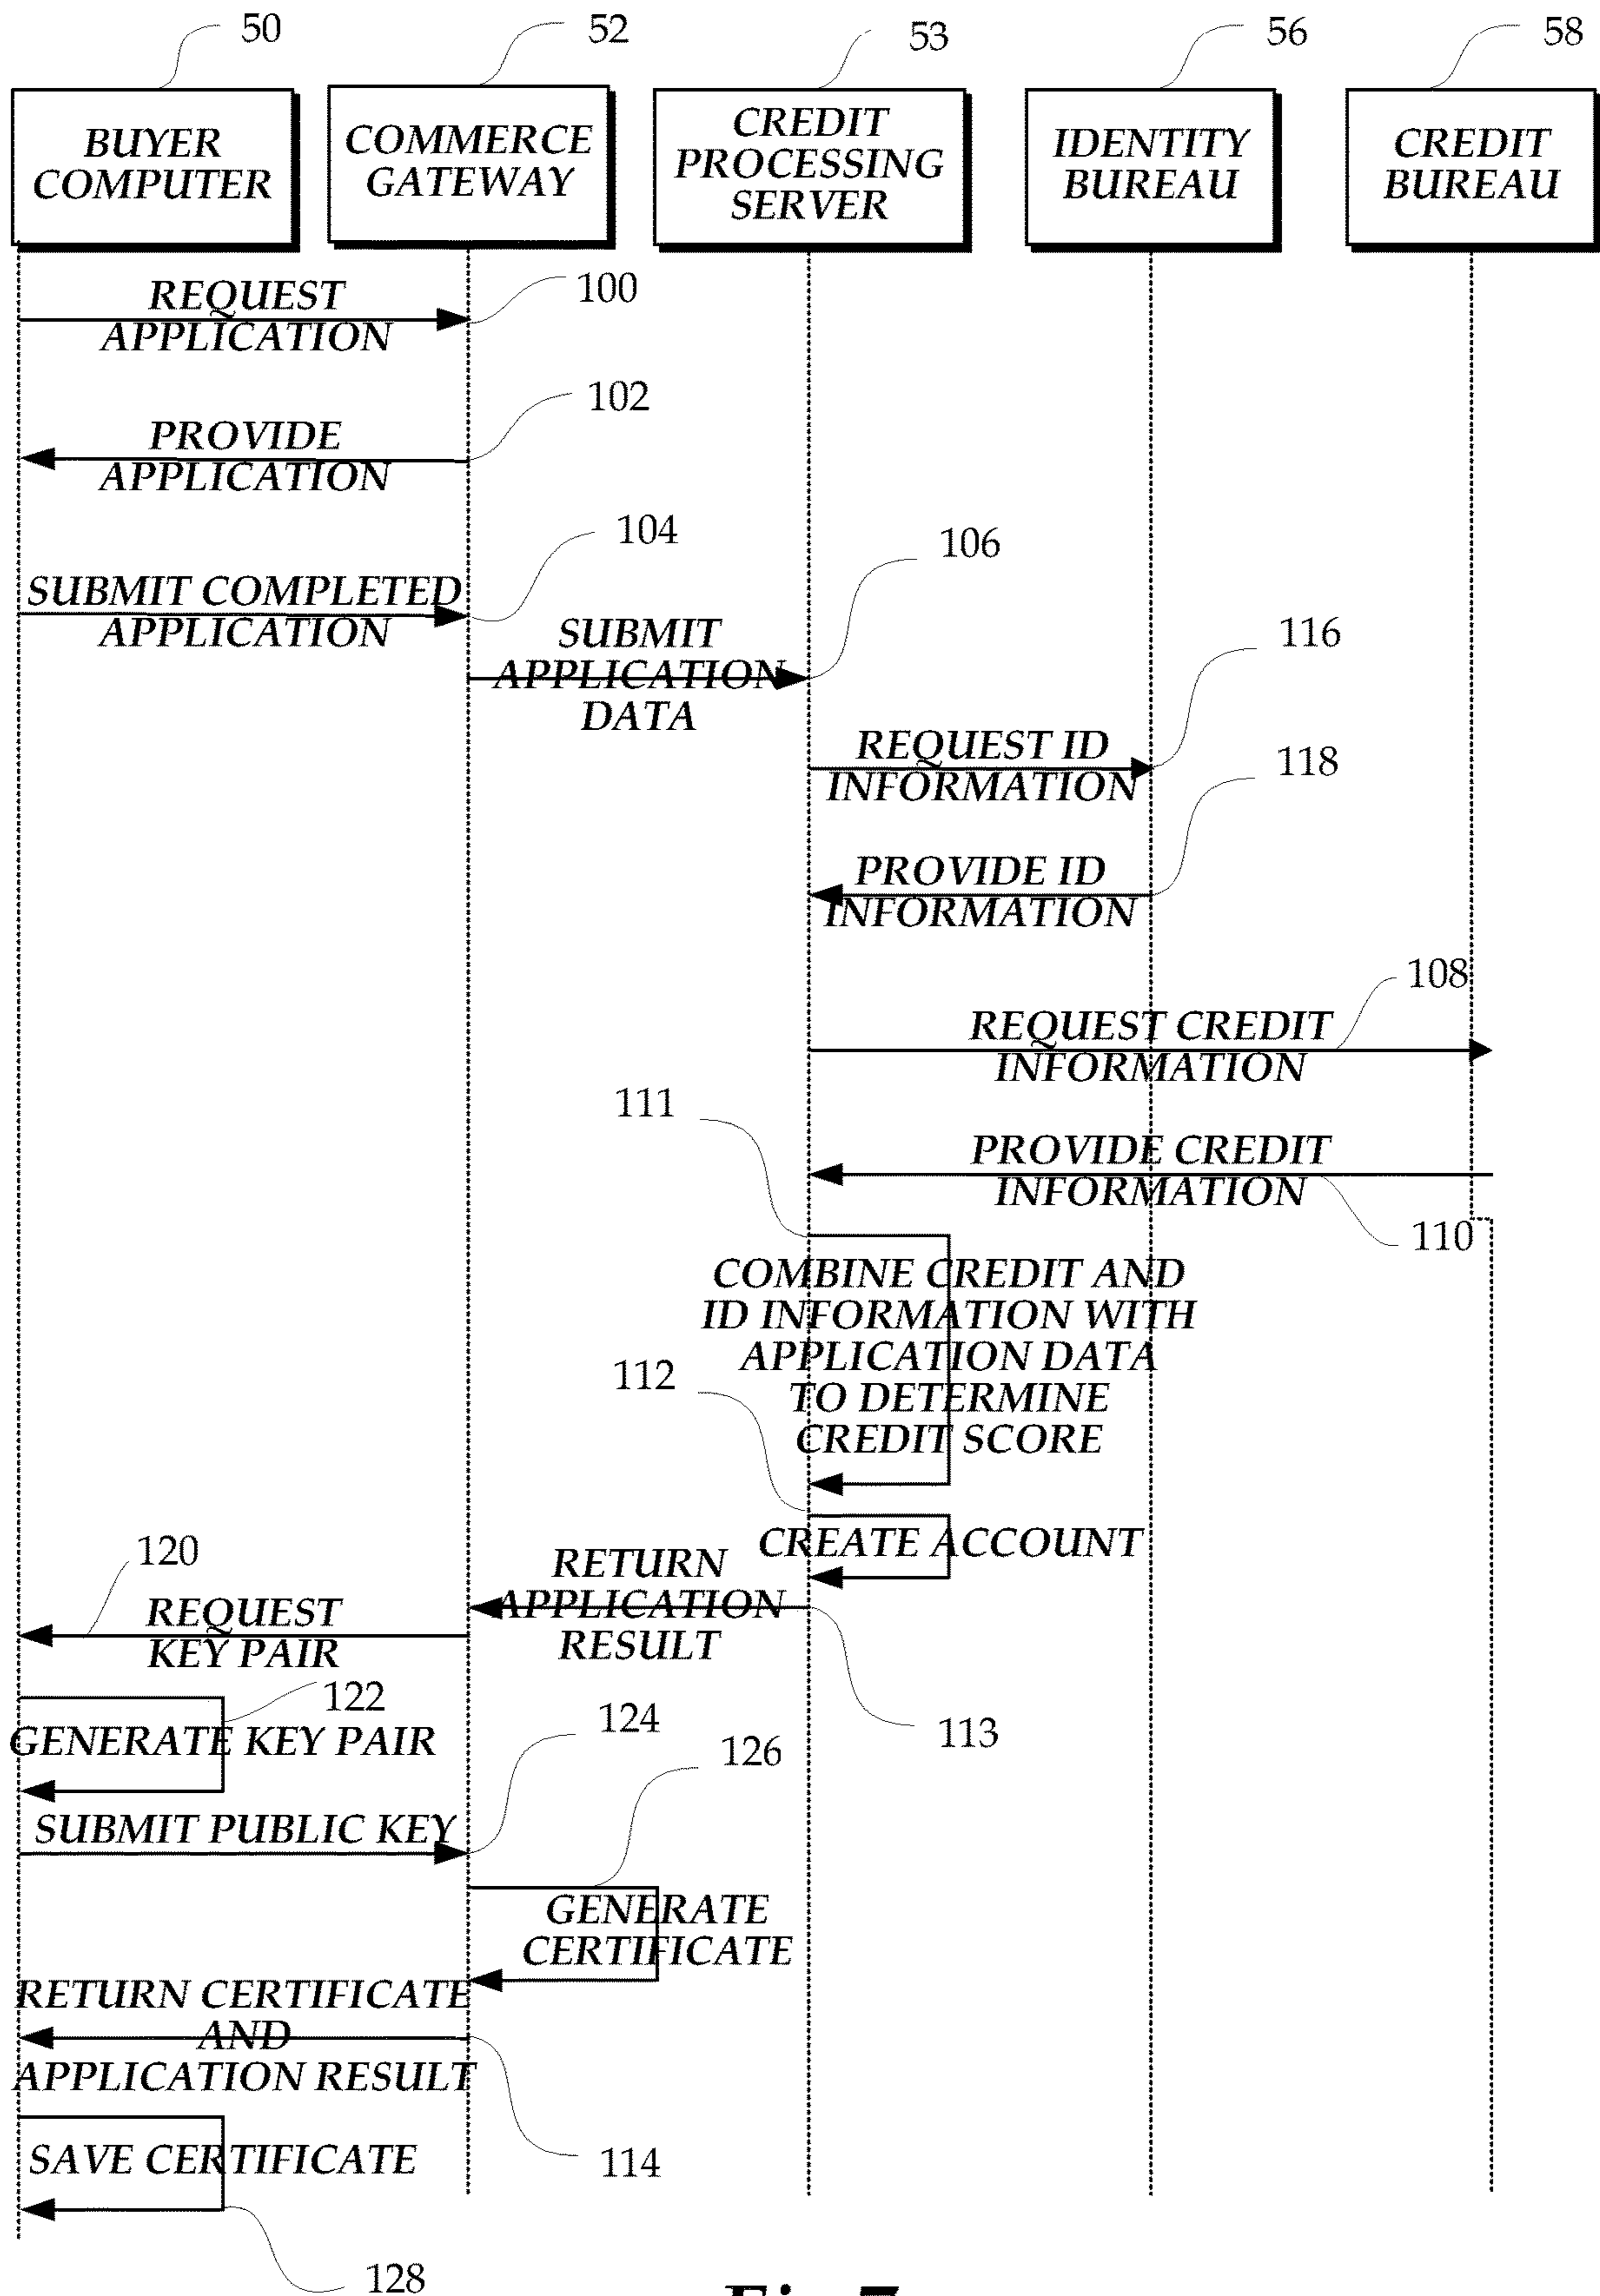 50
52
53
56
58
BUYER
COMPUTER
COMMERCE
GATEWAY
CREDIT
PROCESSING
SERVER
IDENTITY
BUREAU
CREDIT
BUREAU
REQUEST
APPLICATION
100
PROVIDE
APPLICATION
102
SUBMIT COMPLETED
APPLICATION
104
SUBMIT
APPLICATION
DATA
106
REQUEST ID
INFORMATION
116
PROVIDE ID
INFORMATION
118
REQUEST CREDIT
INFORMATION
108
PROVIDE CREDIT
INFORMATION
110
111
COMBINE CREDIT AND
ID INFORMATION WITH
APPLICATION DATA
TO DETERMINE
CREDIT SCORE
112
CREATE ACCOUNT
RETURN
APPLICATION
RESULT
113
120
REQUEST
KEY PAIR
122
GENERATE KEY PAIR
124
SUBMIT PUBLIC KEY
126
GENERATE
CERTIFICATE
RETURN CERTIFICATE
AND
APPLICATION RESULT
114
SAVE CERTIFICATE
128
Fig. 7